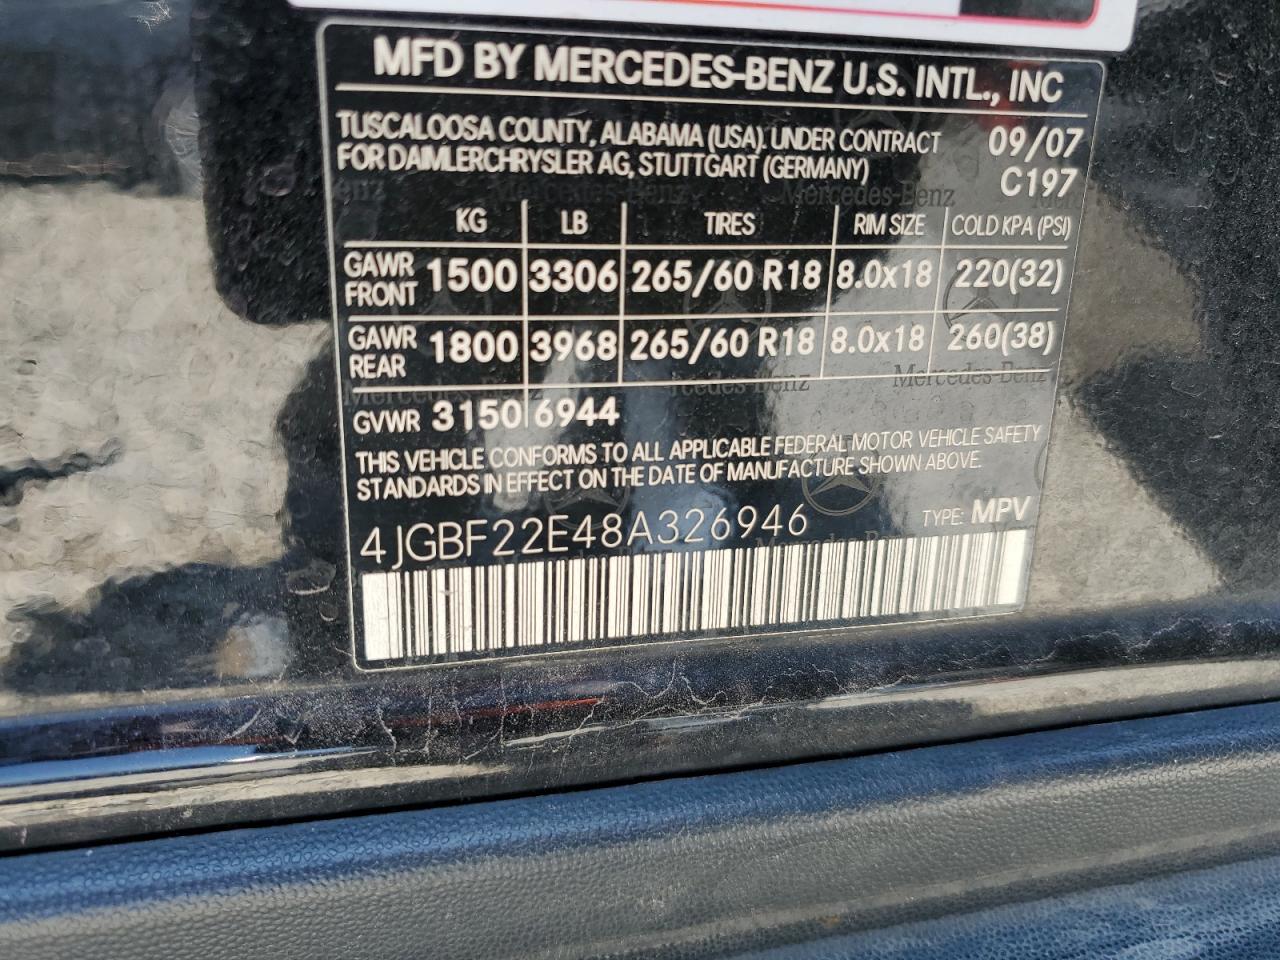 MFD BY MERCEDES-BENZ U.S. INTL., INC
TUSCALOOSA COUNTY, ALABAMA (USA). UNDER CONTRACT 09/07
FOR DAIMLERCHRYSLER AG, STUTTGART (GERMANY) C197
KG LB TIRES RIM SIZE COLD KPA (PSI)
GAWR FRONT 1500 3306 265/60 R18 8.0x18 220(32)
GAWR REAR 1800 3968 265/60 R18 8.0x18 260(38)
GVWR 3150 6944
THIS VEHICLE CONFORMS TO ALL APPLICABLE FEDERAL MOTOR VEHICLE SAFETY
STANDARDS IN EFFECT ON THE DATE OF MANUFACTURE SHOWN ABOVE.
4JGBF22E48A326946 TYPE: MPV